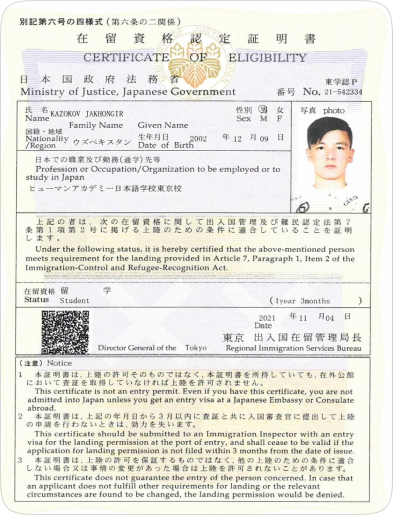 別記第六号の四様式（第六条の二関係）
在留資格認定証明書
CERTIFICATE OF ELIGIBILITY
日本国政府法務省
Ministry of Justice, Japanese Government
東学認P
番号 No. 21-542334
氏名 KAZOKOV JAKHONGIR
Name
Family Name Given Name
性別 男 女
Sex M F
写真 photo
国籍・地域
Nationality
/Region ウズベキスタン
生年月日 2002 年 12 月 09 日
Date of Birth
日本での職業及び勤務(通学)先等
Profession or Occupation/Organization to be employed or to
study in Japan
ヒューマンアカデミー日本語学校東京校
上記の者は、次の在留資格に関して出入国管理及び難民認定法第7
条第1項第2号に掲げる上陸のための条件に適合していることを証明
します。
Under the following status, it is hereby certified that the above-mentioned person
meets requirement for the landing provided in Article 7, Paragraph 1, Item 2 of the
Immigration-Control and Refugee-Recognition Act.
在留資格 留 学
Status Student (1year 3months )
2021 年 11 月 04 日
Date
東京 出入国在留管理局長
Director General of the Tokyo Regional Immigration Services Bureau
(注意) Notice
1 本証明書は、上陸の許可そのものではなく、本証明書を所持していても、在外公館
において査証を取得していなければ上陸を許可されません。
This certificate is not an entry permit. Even if you have this certificate, you are not
admitted into Japan unless you get an entry visa at a Japanese Embassy or Consulate
abroad.
2 本証明書は、上記の年月日から3月以内に査証と共に入国審査官に提出して上陸
の申請を行わないときは、効力を失います。
This certificate should be submitted to an Immigration Inspector with an entry
visa for the landing permission at the port of entry, and shall cease to be valid if the
application for landing permission is not filed within 3 months from the date of issue.
3 本証明書は、上陸の許可を保証するものではなく、他の上陸のための条件に適合
しない場合又は事情の変更があった場合は上陸を許可されないことがあります。
This certificate does not guarantee the entry of the person concerned. In case that
an applicant does not fulfill other requirements for landing or the relevant
circumstances are found to be changed, the landing permission would be denied.